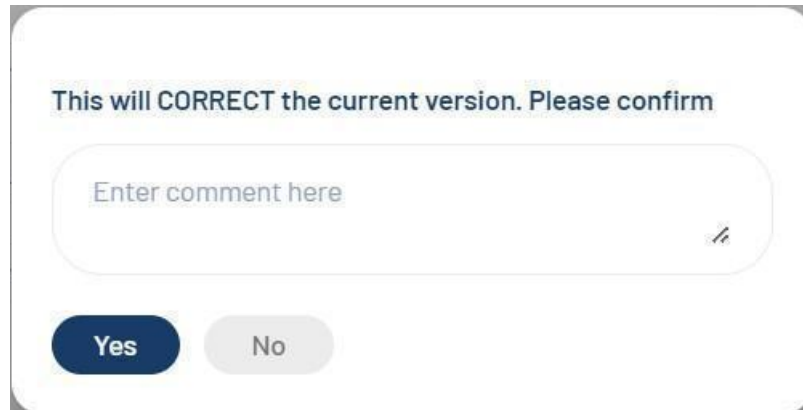 This will CORRECT the current version. Please confirm
Enter comment here
Yes
No